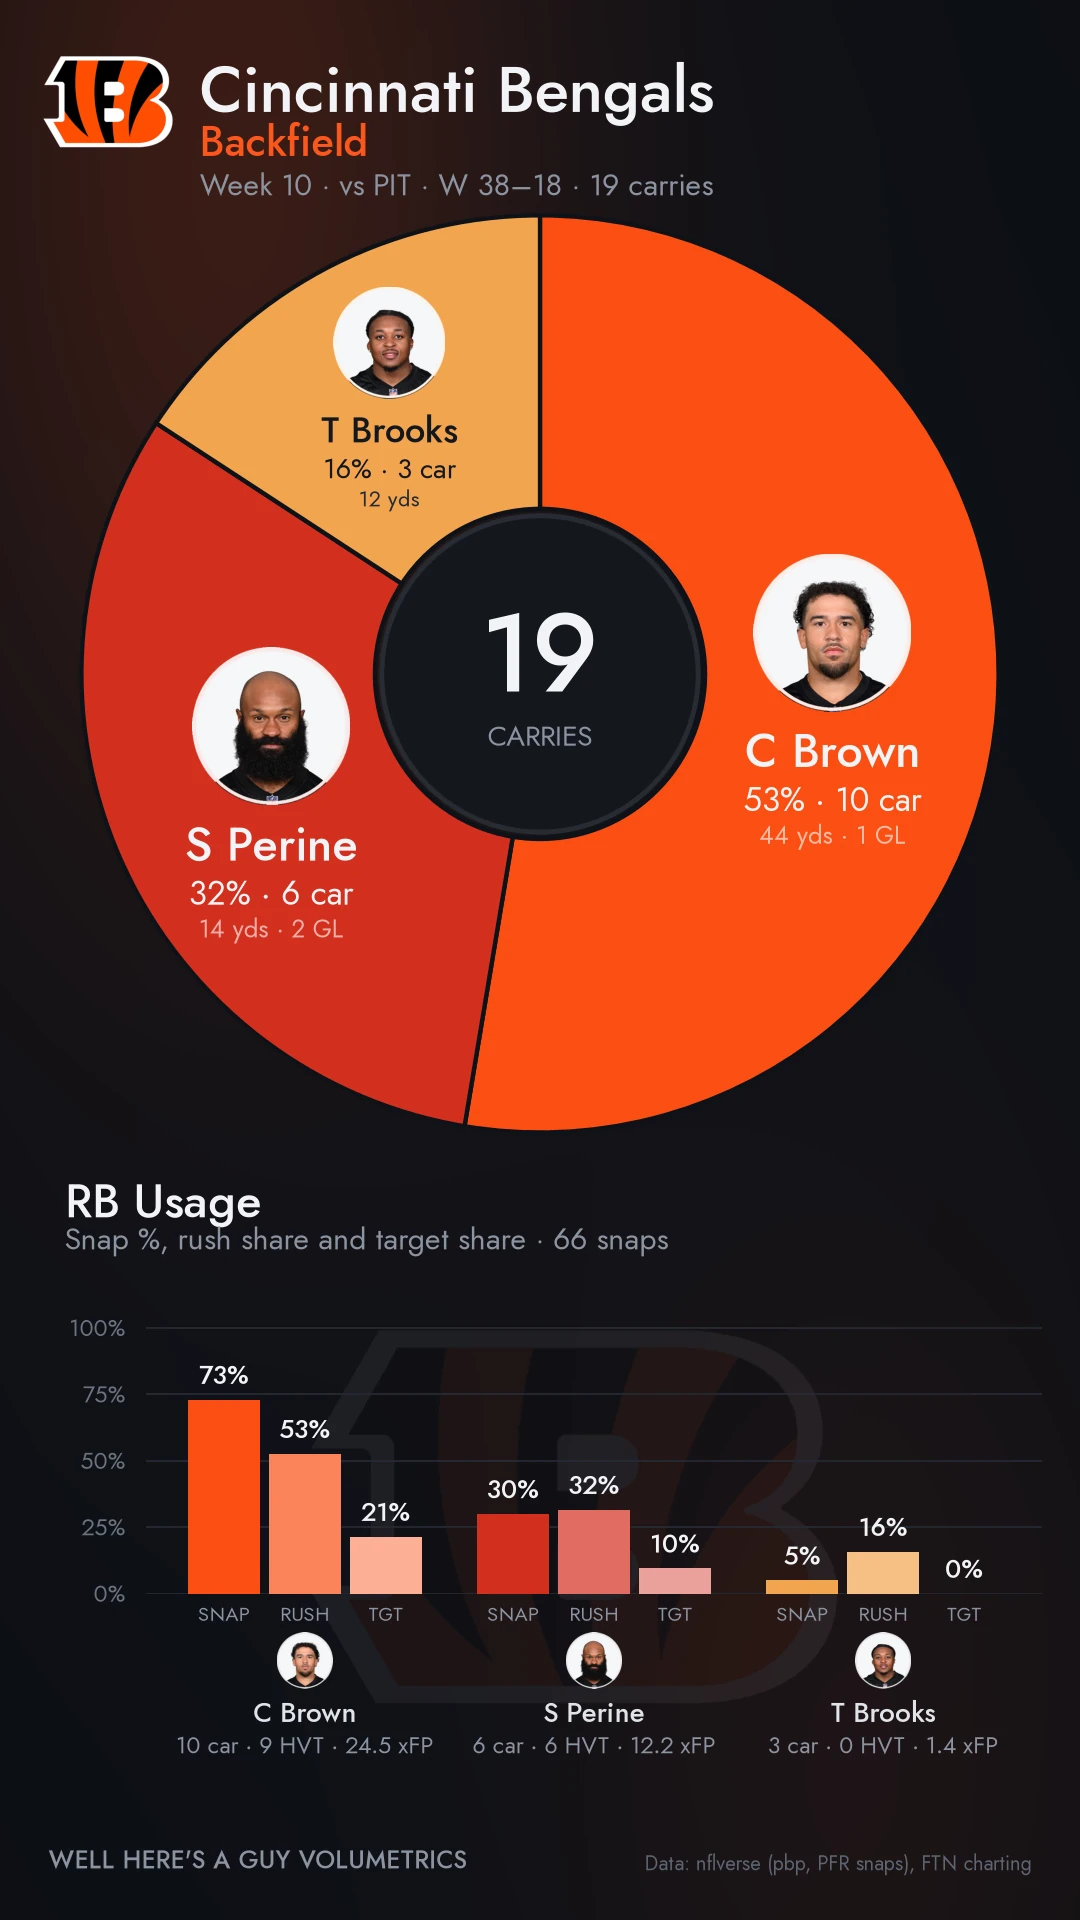 Cincinnati Bengals
Backfield
Week 10 · vs PIT · W 38–18 · 19 carries
T Brooks
16% · 3 car
12 yds
19
CARRIES
C Brown
53% · 10 car
44 yds · 1 GL
S Perine
32% · 6 car
14 yds · 2 GL
RB Usage
Snap %, rush share and target share · 66 snaps
100%
75%
50%
25%
0%
73% 53% 21% 30% 32% 10% 5% 16% 0%
SNAP RUSH TGT SNAP RUSH TGT SNAP RUSH TGT
C Brown S Perine T Brooks
10 car · 9 HVT · 24.5 xFP 6 car · 6 HVT · 12.2 xFP 3 car · 0 HVT · 1.4 xFP
WELL HERE'S A GUY VOLUMETRICS
Data: nflverse (pbp, PFR snaps), FTN charting